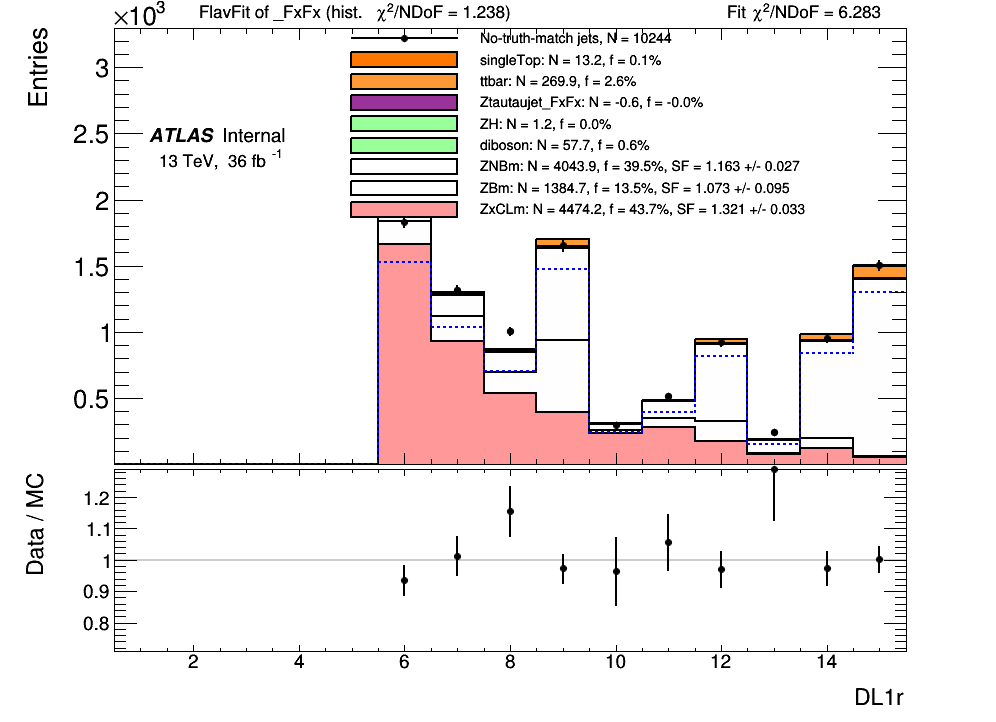 ×10³ FlavFit of _FxFx (hist. χ²/NDoF = 1.238) Fit χ²/NDoF = 6.283
Entries
No-truth-match jets, N = 10244
singleTop: N = 13.2, f = 0.1%
ttbar: N = 269.9, f = 2.6%
Ztautaujet_FxFx: N = -0.6, f = -0.0%
ZH: N = 1.2, f = 0.0%
diboson: N = 57.7, f = 0.6%
ZNBm: N = 4043.9, f = 39.5%, SF = 1.163 +/- 0.027
ZBm: N = 1384.7, f = 13.5%, SF = 1.073 +/- 0.095
ZxCLm: N = 4474.2, f = 43.7%, SF = 1.321 +/- 0.033
ATLAS Internal
13 TeV, 36 fb⁻¹
3
2.5
2
1.5
1
0.5
Data / MC
1.2
1.1
1
0.9
0.8
2 4 6 8 10 12 14
DL1r